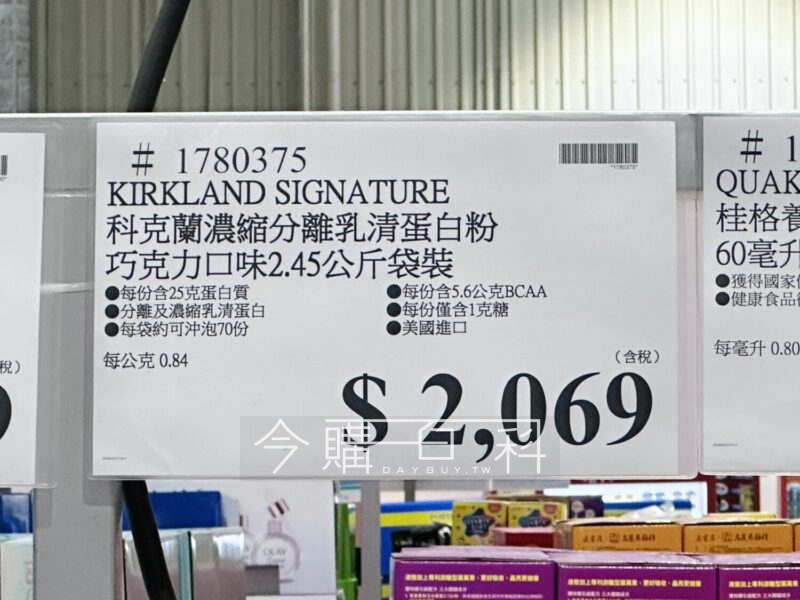 # 1780375
*1780375*
KIRKLAND SIGNATURE
科克蘭濃縮分離乳清蛋白粉
巧克力口味2.45公斤袋裝
●每份含25克蛋白質
●每份含5.6公克BCAA
●分離及濃縮乳清蛋白
●每份僅含1克糖
●每袋約可沖泡70份
●美國進口
每公克 0.84
(含稅)
$ 2,069
# 1
QUAK
桂格養
60毫升
●獲得國家
●健康食品
每毫升 0.80
稅)
今購百科
DAYBUY.TW
OLAY